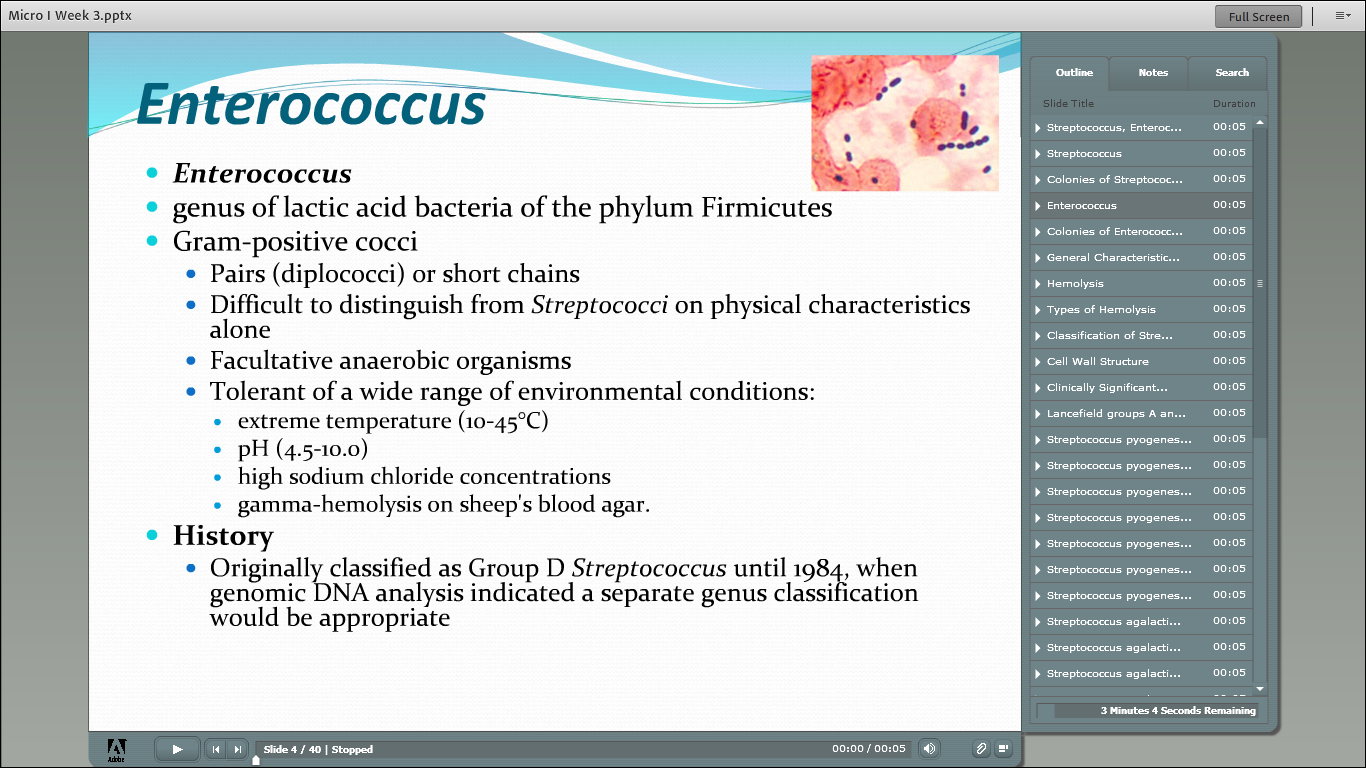 Micro I Week 3.pptx
Full Screen
Enterococcus
Enterococcus
genus of lactic acid bacteria of the phylum Firmicutes
Gram-positive cocci
Pairs (diplococci) or short chains
Difficult to distinguish from Streptococci on physical characteristics
alone
Facultative anaerobic organisms
Tolerant of a wide range of environmental conditions:
extreme temperature (10-45°C)
pH (4.5-10.0)
high sodium chloride concentrations
gamma-hemolysis on sheep's blood agar.
History
Originally classified as Group D Streptococcus until 1984, when
genomic DNA analysis indicated a separate genus classification
would be appropriate
Outline Notes Search
Slide Title Duration
Streptococcus, Enteroc... 00:05
Streptococcus 00:05
Colonies of Streptococ... 00:05
Enterococcus 00:05
Colonies of Enterococc... 00:05
General Characteristic... 00:05
Hemolysis 00:05
Types of Hemolysis 00:05
Classification of Stre... 00:05
Cell Wall Structure 00:05
Clinically Significant... 00:05
Lancefield groups A an... 00:05
Streptococcus pyogenes... 00:05
Streptococcus pyogenes... 00:05
Streptococcus pyogenes... 00:05
Streptococcus pyogenes... 00:05
Streptococcus pyogenes... 00:05
Streptococcus pyogenes... 00:05
Streptococcus pyogenes... 00:05
Streptococcus agalacti... 00:05
Streptococcus agalacti... 00:05
Streptococcus agalacti... 00:05
3 Minutes 4 Seconds Remaining
Adobe
Slide 4 / 40 | Stopped 00:00 / 00:05